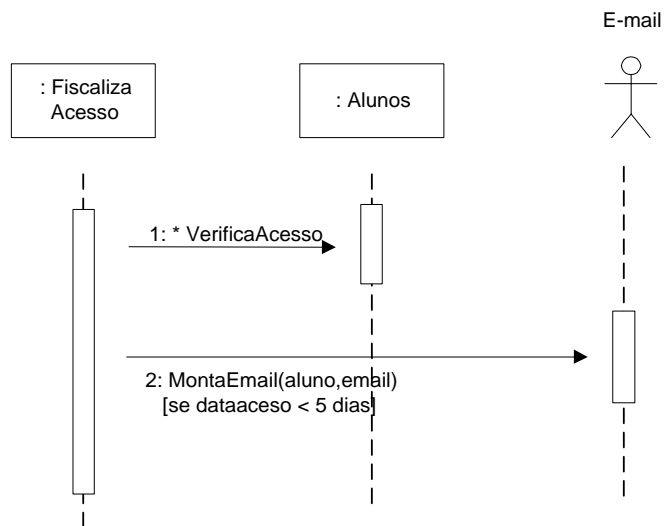 E-mail
: Fiscaliza
Acesso
: Alunos
1: * VerificaAcesso
2: MontaEmail(aluno,email)
[se dataaceso < 5 dias]